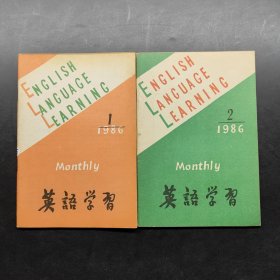 ENGLISH
LANGUAGE
LEARNING
1
1986
Monthly
英語学習
ENGLISH
LANGUAGE
LEARNING
2
1986
Monthly
英語学習